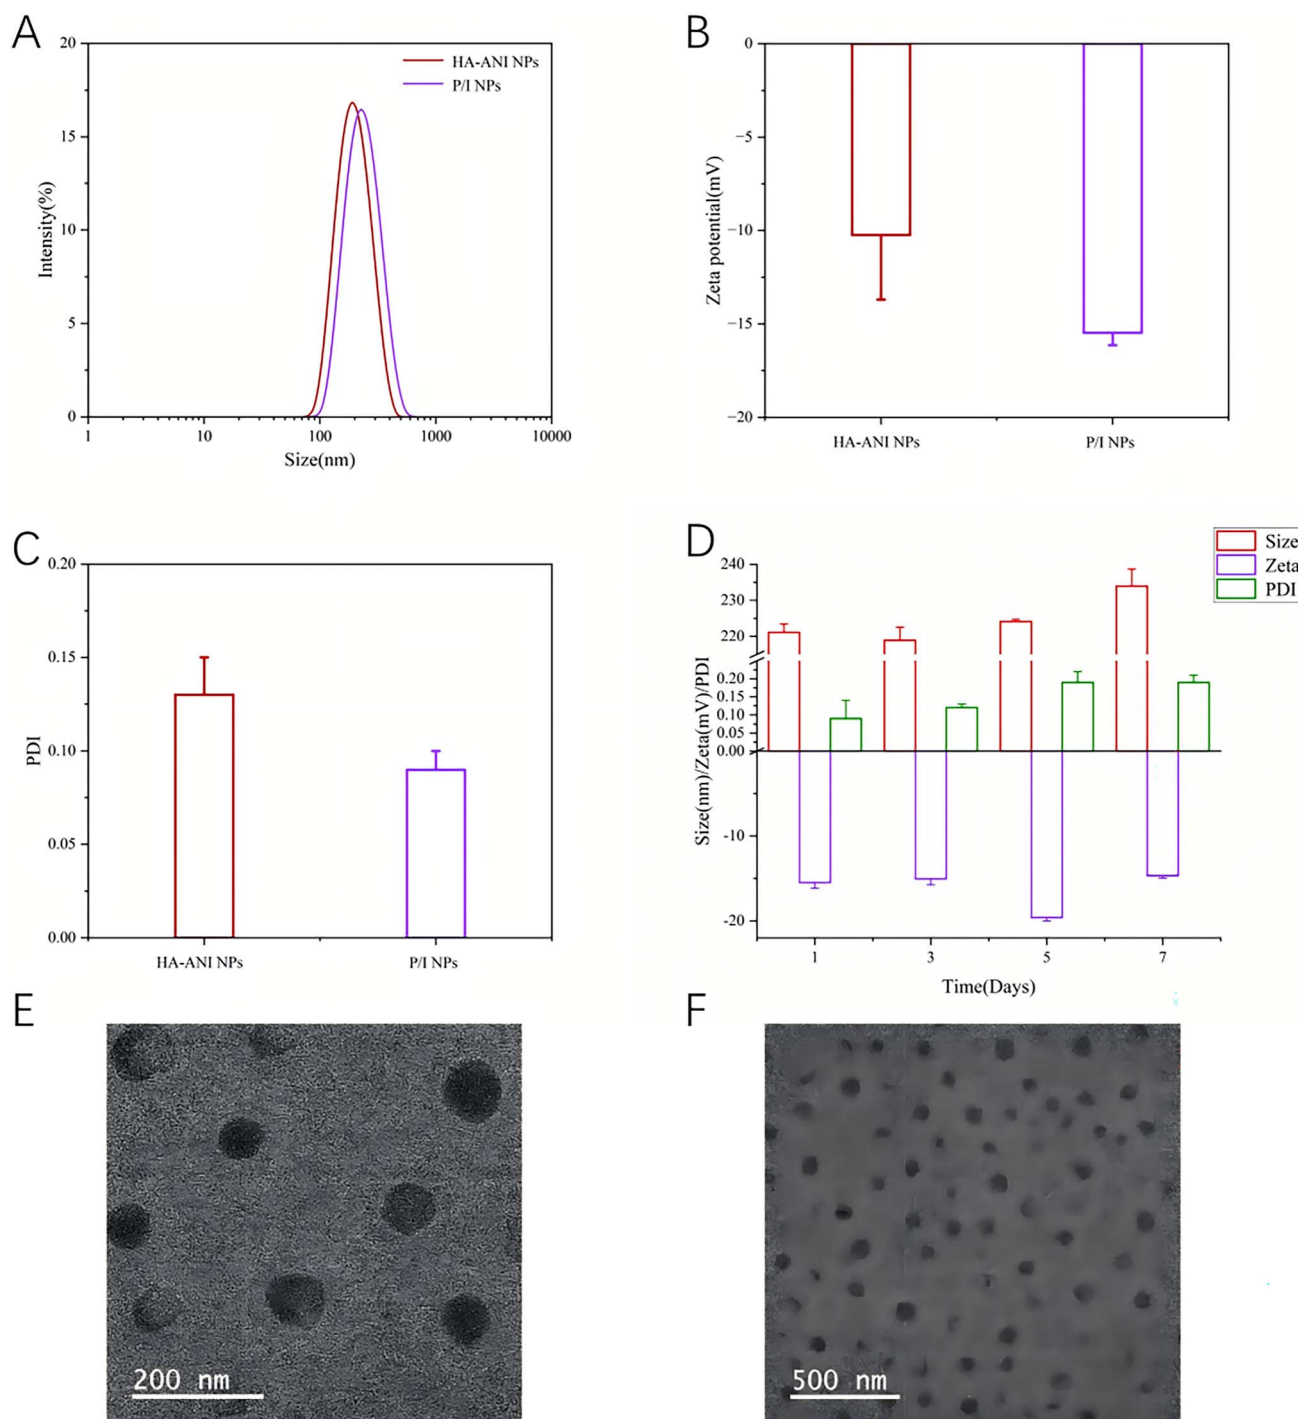 A
20
15
10
5
0
Intensity(%)
HA-ANI NPs
P/I NPs
1 10 100 1000 10000
Size(nm)
B
0
−5
−10
−15
−20
Zeta potential(mV)
HA-ANI NPs P/I NPs
C
0.20
0.15
0.10
0.05
0.00
PDI
HA-ANI NPs P/I NPs
D
Size
Zeta
PDI
240
230
220
0.20
0.15
0.10
0.05
0.00
-10
-20
Size(nm)/Zeta(mV)/PDI
1 3 5 7
Time(Days)
E
200 nm
F
500 nm